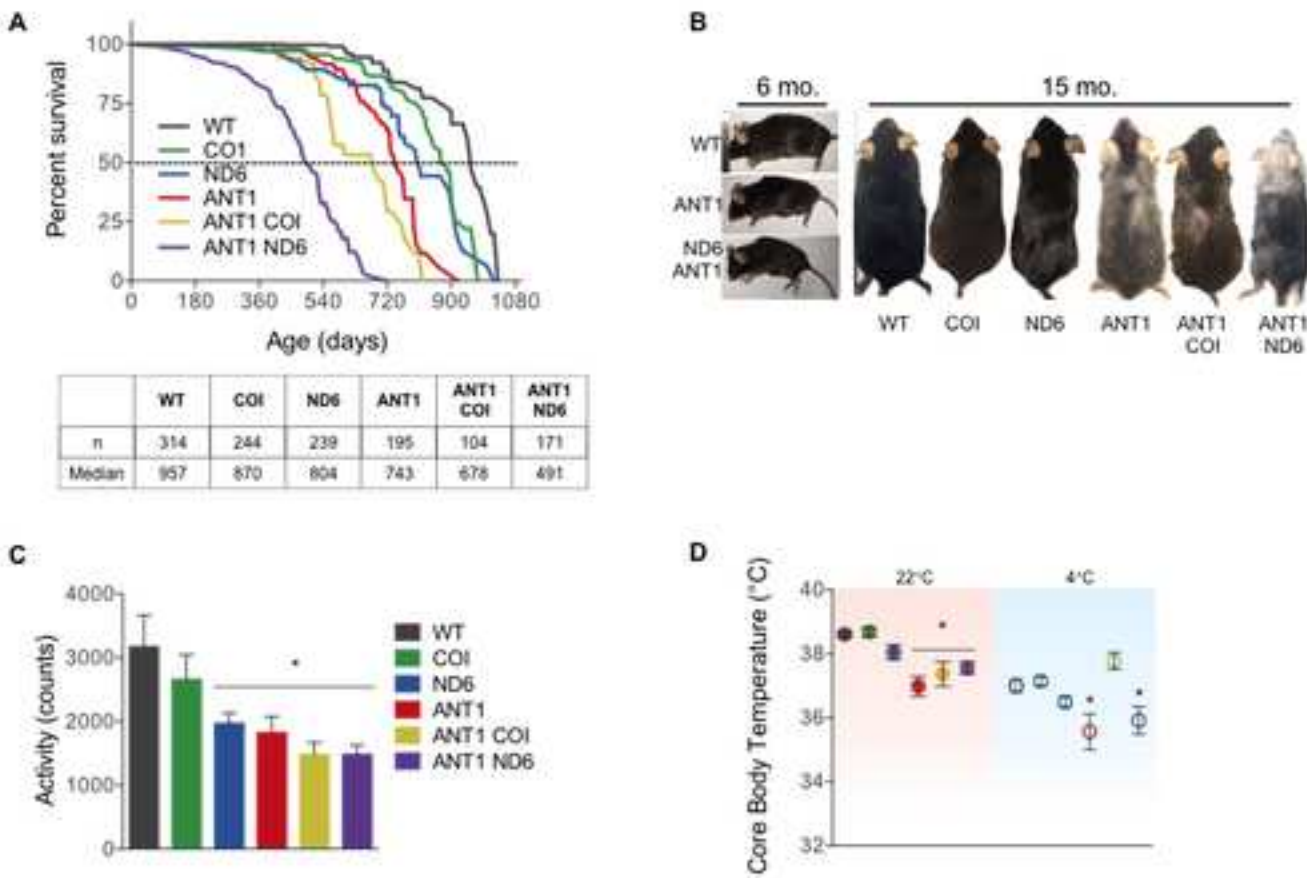 A
Percent survival
100
75
50
25
0
WT
CO1
ND6
ANT1
ANT1 COI
ANT1 ND6
0 180 360 540 720 900 1080
Age (days)
WT COI ND6 ANT1 ANT1 COI ANT1 ND6
n 314 244 239 195 104 171
Median 957 870 804 743 678 491
B
6 mo. 15 mo.
WT
ANT1
ND6
ANT1
WT COI ND6 ANT1 ANT1 ANT1
COI ND6
C
Activity (counts)
4000
3000
2000
1000
0
*
WT
COI
ND6
ANT1
ANT1 COI
ANT1 ND6
D
Core Body Temperature (°C)
22°C 4°C
40
38
36
34
32
*
* *